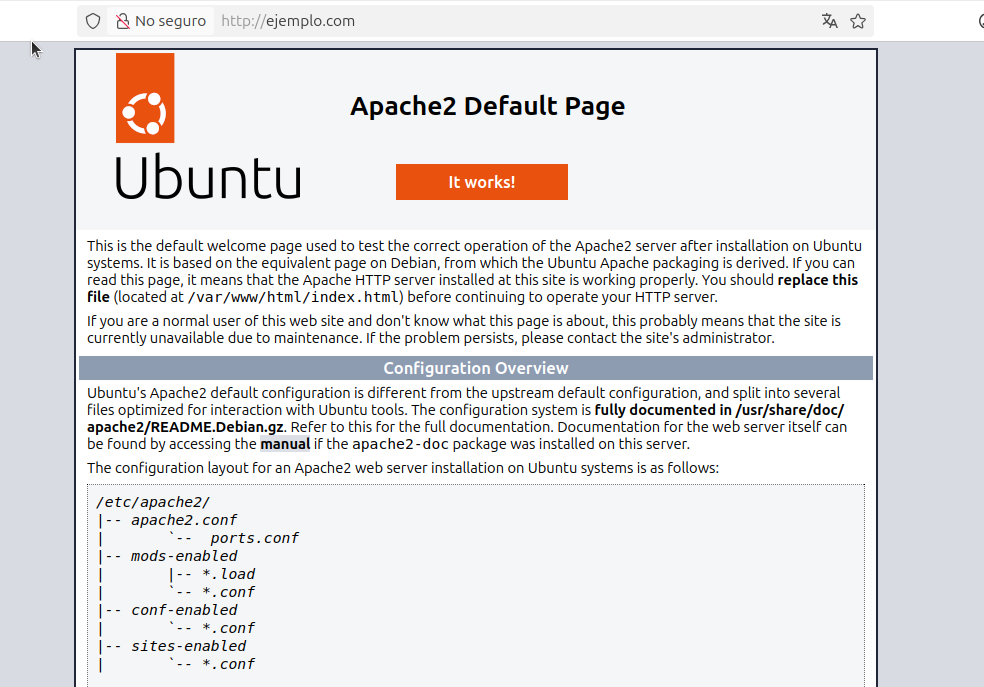 No seguro http://ejemplo.com
Apache2 Default Page
Ubuntu
It works!
This is the default welcome page used to test the correct operation of the Apache2 server after installation on Ubuntu
systems. It is based on the equivalent page on Debian, from which the Ubuntu Apache packaging is derived. If you can
read this page, it means that the Apache HTTP server installed at this site is working properly. You should replace this
file (located at /var/www/html/index.html) before continuing to operate your HTTP server.
If you are a normal user of this web site and don't know what this page is about, this probably means that the site is
currently unavailable due to maintenance. If the problem persists, please contact the site's administrator.
Configuration Overview
Ubuntu's Apache2 default configuration is different from the upstream default configuration, and split into several
files optimized for interaction with Ubuntu tools. The configuration system is fully documented in /usr/share/doc/
apache2/README.Debian.gz. Refer to this for the full documentation. Documentation for the web server itself can
be found by accessing the manual if the apache2-doc package was installed on this server.
The configuration layout for an Apache2 web server installation on Ubuntu systems is as follows:
/etc/apache2/
|-- apache2.conf
|       `--  ports.conf
|-- mods-enabled
|       |-- *.load
|       `-- *.conf
|-- conf-enabled
|       `-- *.conf
|-- sites-enabled
|       `-- *.conf